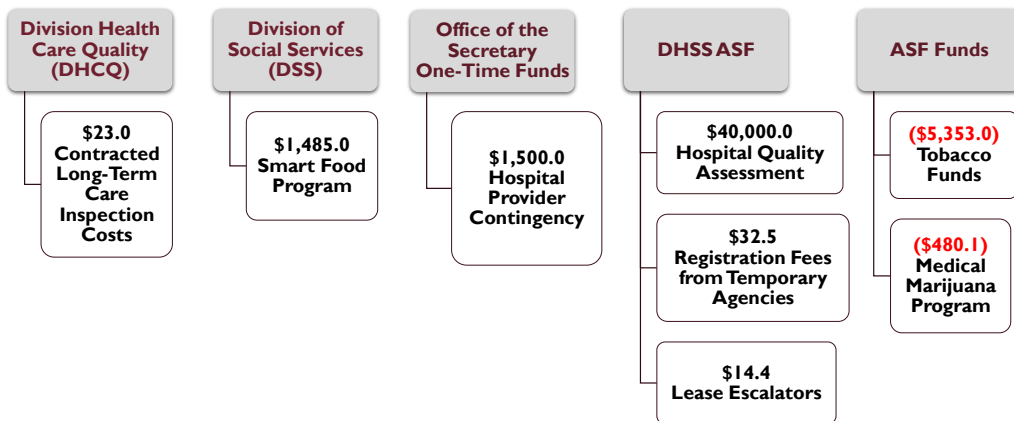 Division Health
Care Quality
(DHCQ)
$23.0
Contracted
Long-Term
Care
Inspection
Costs
Division of
Social Services
(DSS)
$1,485.0
Smart Food
Program
Office of the
Secretary
One-Time Funds
$1,500.0
Hospital
Provider
Contingency
DHSS ASF
$40,000.0
Hospital Quality
Assessment
$32.5
Registration Fees
from Temporary
Agencies
$14.4
Lease Escalators
ASF Funds
($5,353.0)
Tobacco
Funds
($480.1)
Medical
Marijuana
Program